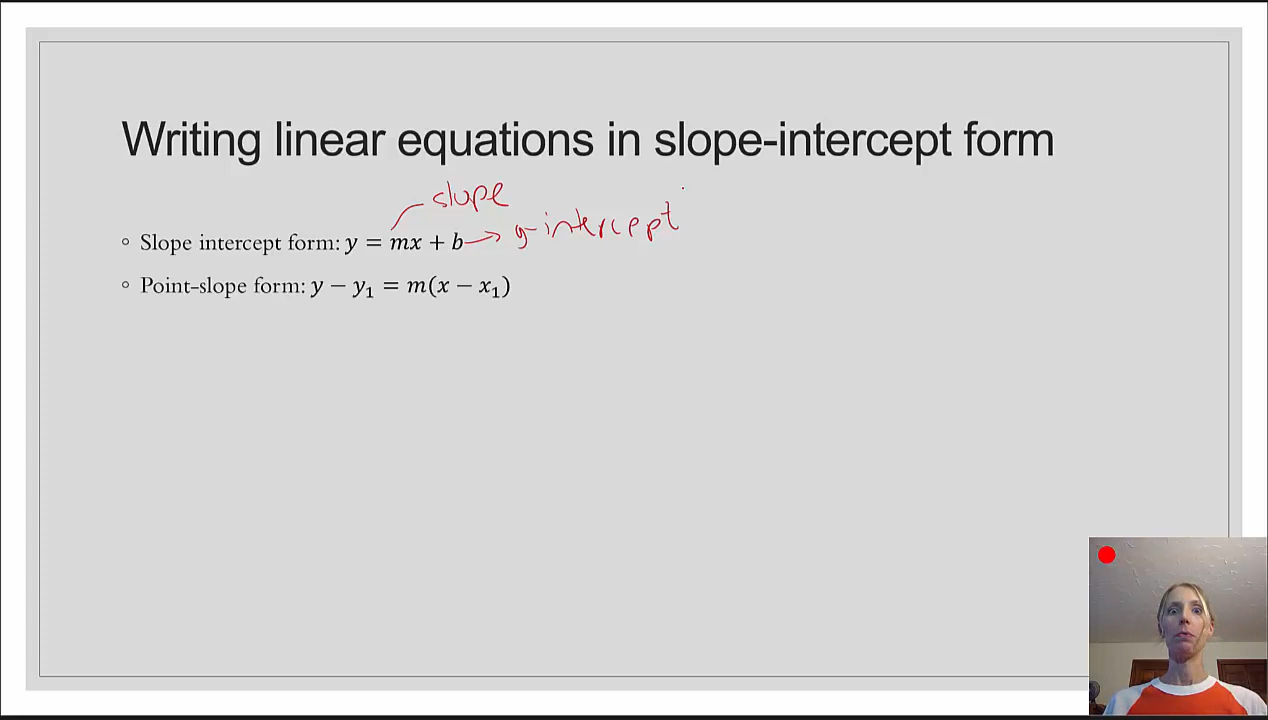 Writing linear equations in slope-intercept form
slope
y-intercept
◦ Slope intercept form: y = mx + b
◦ Point-slope form: y − y₁ = m(x − x₁)